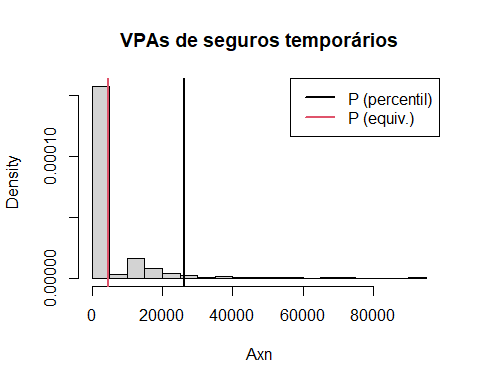 VPAs de seguros temporários
P (percentil)
P (equiv.)
Density
0.00010
0.00000
0 20000 40000 60000 80000
Axn